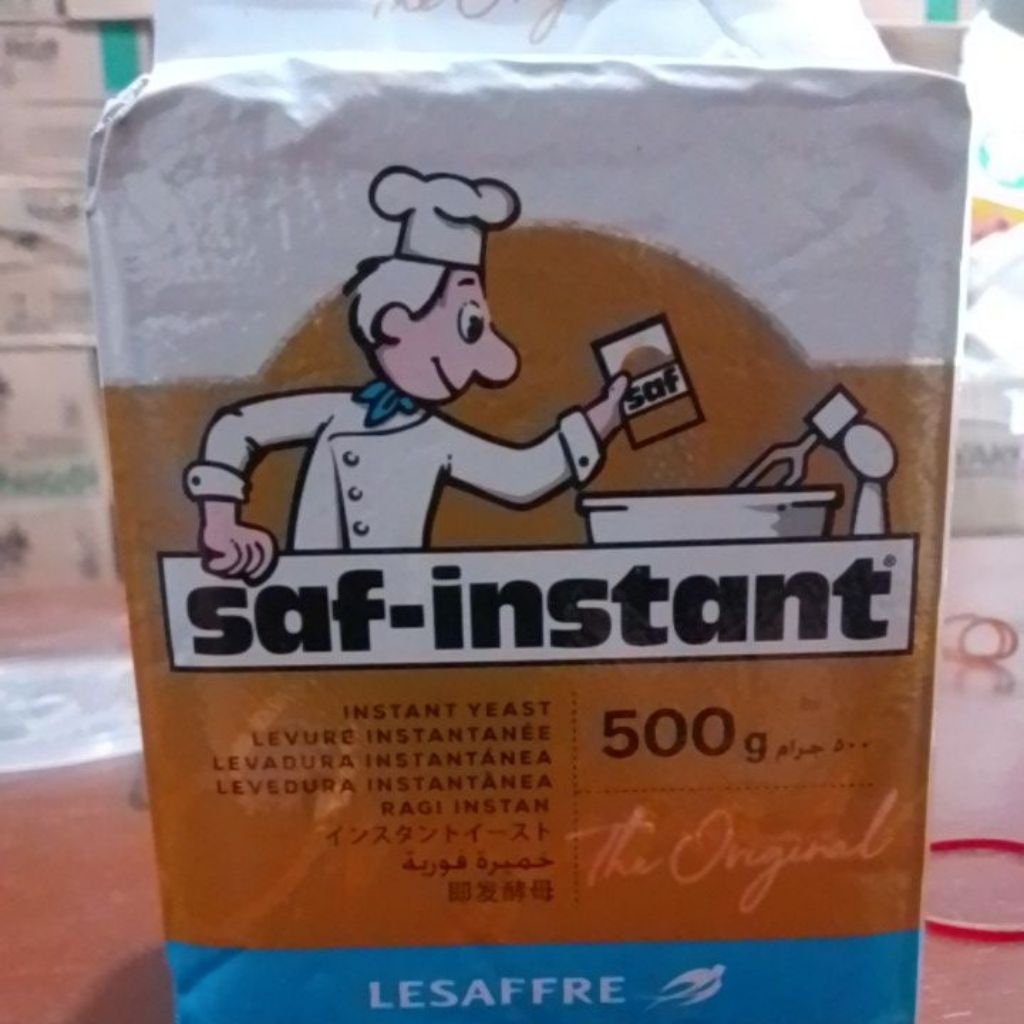 The
saf
saf-instant®
INSTANT YEAST
LEVURE INSTANTANÉE
LEVADURA INSTANTÁNEA
LEVEDURA INSTANTÂNEA
RAGI INSTAN
インスタントイースト
خميرة فورية
即发酵母
500g ٥٠٠ جرام
The Original
LESAFFRE